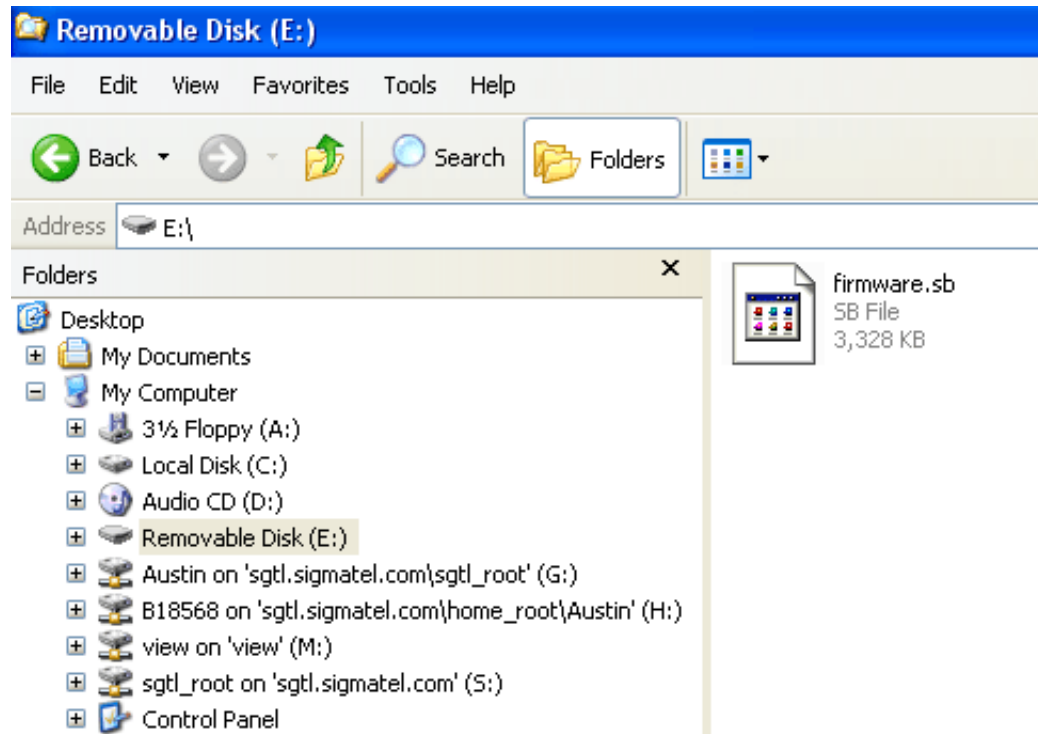 Removable Disk (E:)
File Edit View Favorites Tools Help
Back Search Folders
Address E:\
Folders
firmware.sb
SB File
3,328 KB
Desktop
My Documents
My Computer
3½ Floppy (A:)
Local Disk (C:)
Audio CD (D:)
Removable Disk (E:)
Austin on 'sgtl.sigmatel.com\sgtl_root' (G:)
B18568 on 'sgtl.sigmatel.com\home_root\Austin' (H:)
view on 'view' (M:)
sgtl_root on 'sgtl.sigmatel.com' (S:)
Control Panel